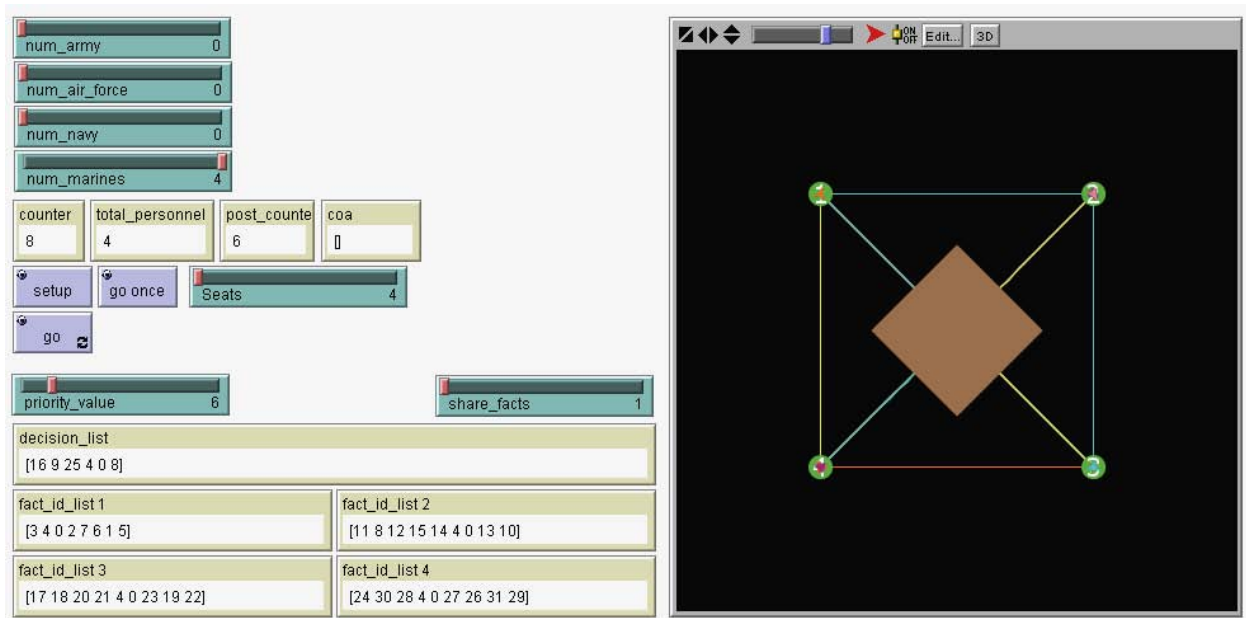 num_army 0
num_air_force 0
num_navy 0
num_marines 4
counter total_personnel post_counte coa
8 4 6 []
setup go once Seats 4
go
priority_value 6 share_facts 1
decision_list
[16 9 25 4 0 8]
fact_id_list 1 fact_id_list 2
[3 4 0 2 7 6 1 5] [11 8 12 15 14 4 0 13 10]
fact_id_list 3 fact_id_list 4
[17 18 20 21 4 0 23 19 22] [24 30 28 4 0 27 26 31 29]
ON
OFF Edit... 3D
1 2
4 3